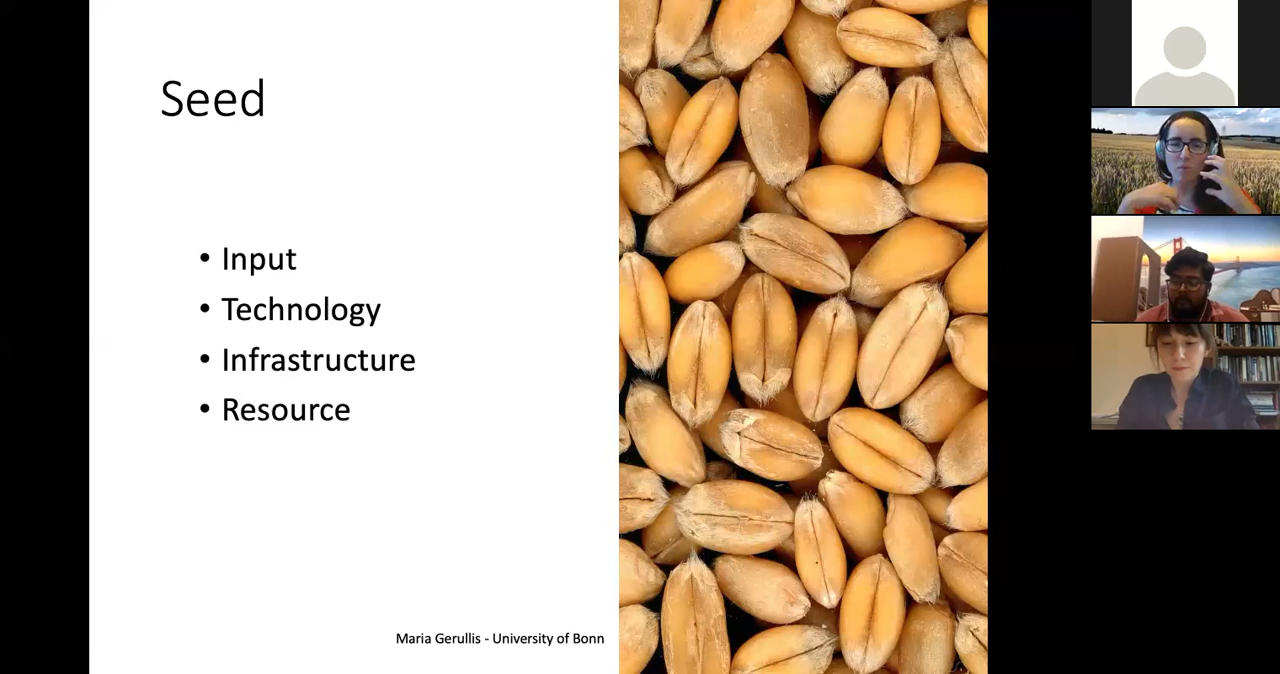 Seed
• Input
• Technology
• Infrastructure
• Resource
Maria Gerullis - University of Bonn